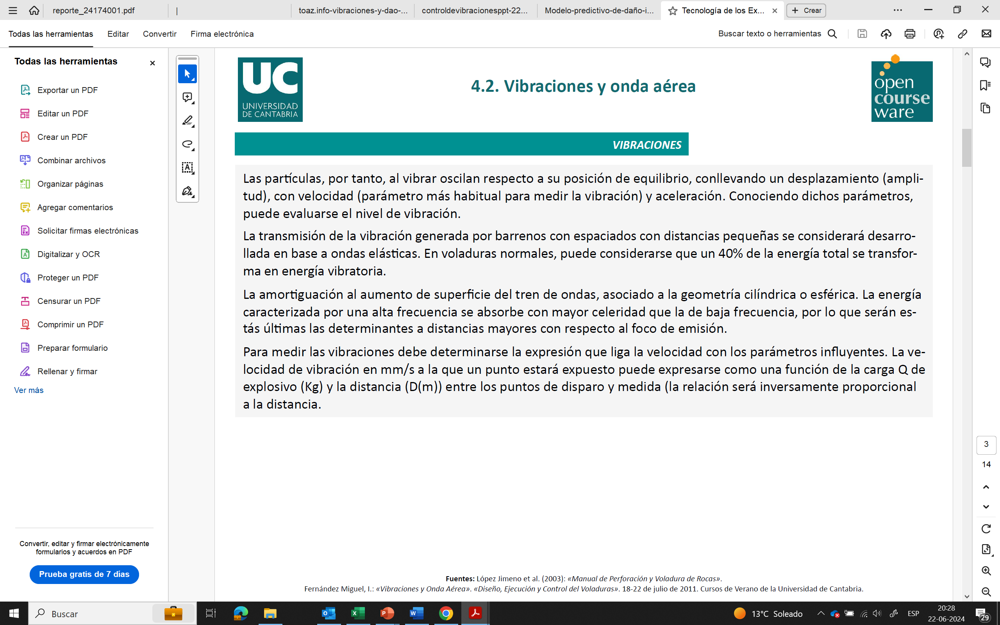 reporte_24174001.pdf
toaz.info-vibraciones-y-dao-...
controldevibracionesppt-22...
Modelo-predictivo-de-daño-i...
Tecnología de los Ex...
Crear
Todas las herramientas
Editar
Convertir
Firma electrónica
Buscar texto o herramientas
Todas las herramientas
Exportar un PDF
Editar un PDF
Crear un PDF
Combinar archivos
Organizar páginas
Agregar comentarios
Solicitar firmas electrónicas
Digitalizar y OCR
Proteger un PDF
Censurar un PDF
Comprimir un PDF
Preparar formulario
Rellenar y firmar
Ver más
Convertir, editar y firmar electrónicamente
formularios y acuerdos en PDF
Prueba gratis de 7 días
UC
UNIVERSIDAD
DE CANTABRIA
4.2. Vibraciones y onda aérea
open
course
ware
VIBRACIONES
Las partículas, por tanto, al vibrar oscilan respecto a su posición de equilibrio, conllevando un desplazamiento (ampli-
tud), con velocidad (parámetro más habitual para medir la vibración) y aceleración. Conociendo dichos parámetros,
puede evaluarse el nivel de vibración.
La transmisión de la vibración generada por barrenos con espaciados con distancias pequeñas se considerará desarro-
llada en base a ondas elásticas. En voladuras normales, puede considerarse que un 40% de la energía total se transfor-
ma en energía vibratoria.
La amortiguación al aumento de superficie del tren de ondas, asociado a la geometría cilíndrica o esférica. La energía
caracterizada por una alta frecuencia se absorbe con mayor celeridad que la de baja frecuencia, por lo que serán es-
tás últimas las determinantes a distancias mayores con respecto al foco de emisión.
Para medir las vibraciones debe determinarse la expresión que liga la velocidad con los parámetros influyentes. La ve-
locidad de vibración en mm/s a la que un punto estará expuesto puede expresarse como una función de la carga Q de
explosivo (Kg) y la distancia (D(m)) entre los puntos de disparo y medida (la relación será inversamente proporcional
a la distancia.
Fuentes: López Jimeno et al. (2003): «Manual de Perforación y Voladura de Rocas».
Fernández Miguel, I.: «Vibraciones y Onda Aérea». «Diseño, Ejecución y Control del Voladuras». 18-22 de julio de 2011. Cursos de Verano de la Universidad de Cantabria.
3
14
Buscar
13°C Soleado
ESP
20:28
22-06-2024
29